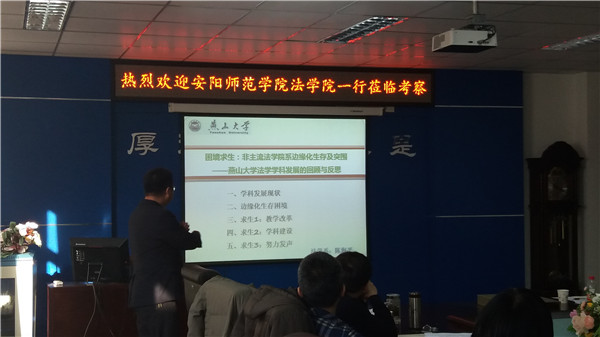 热烈欢迎安阳师范学院法学院一行莅临考察
厚
是
燕山大学
Yanshan University
困境求生：非主流法学院系边缘化生存及突围
——燕山大学法学学科发展的回顾与反思
一、学科发展现状
二、边缘化生存困境
三、求生1：教学改革
四、求生2：学科建设
五、求生3：努力发声